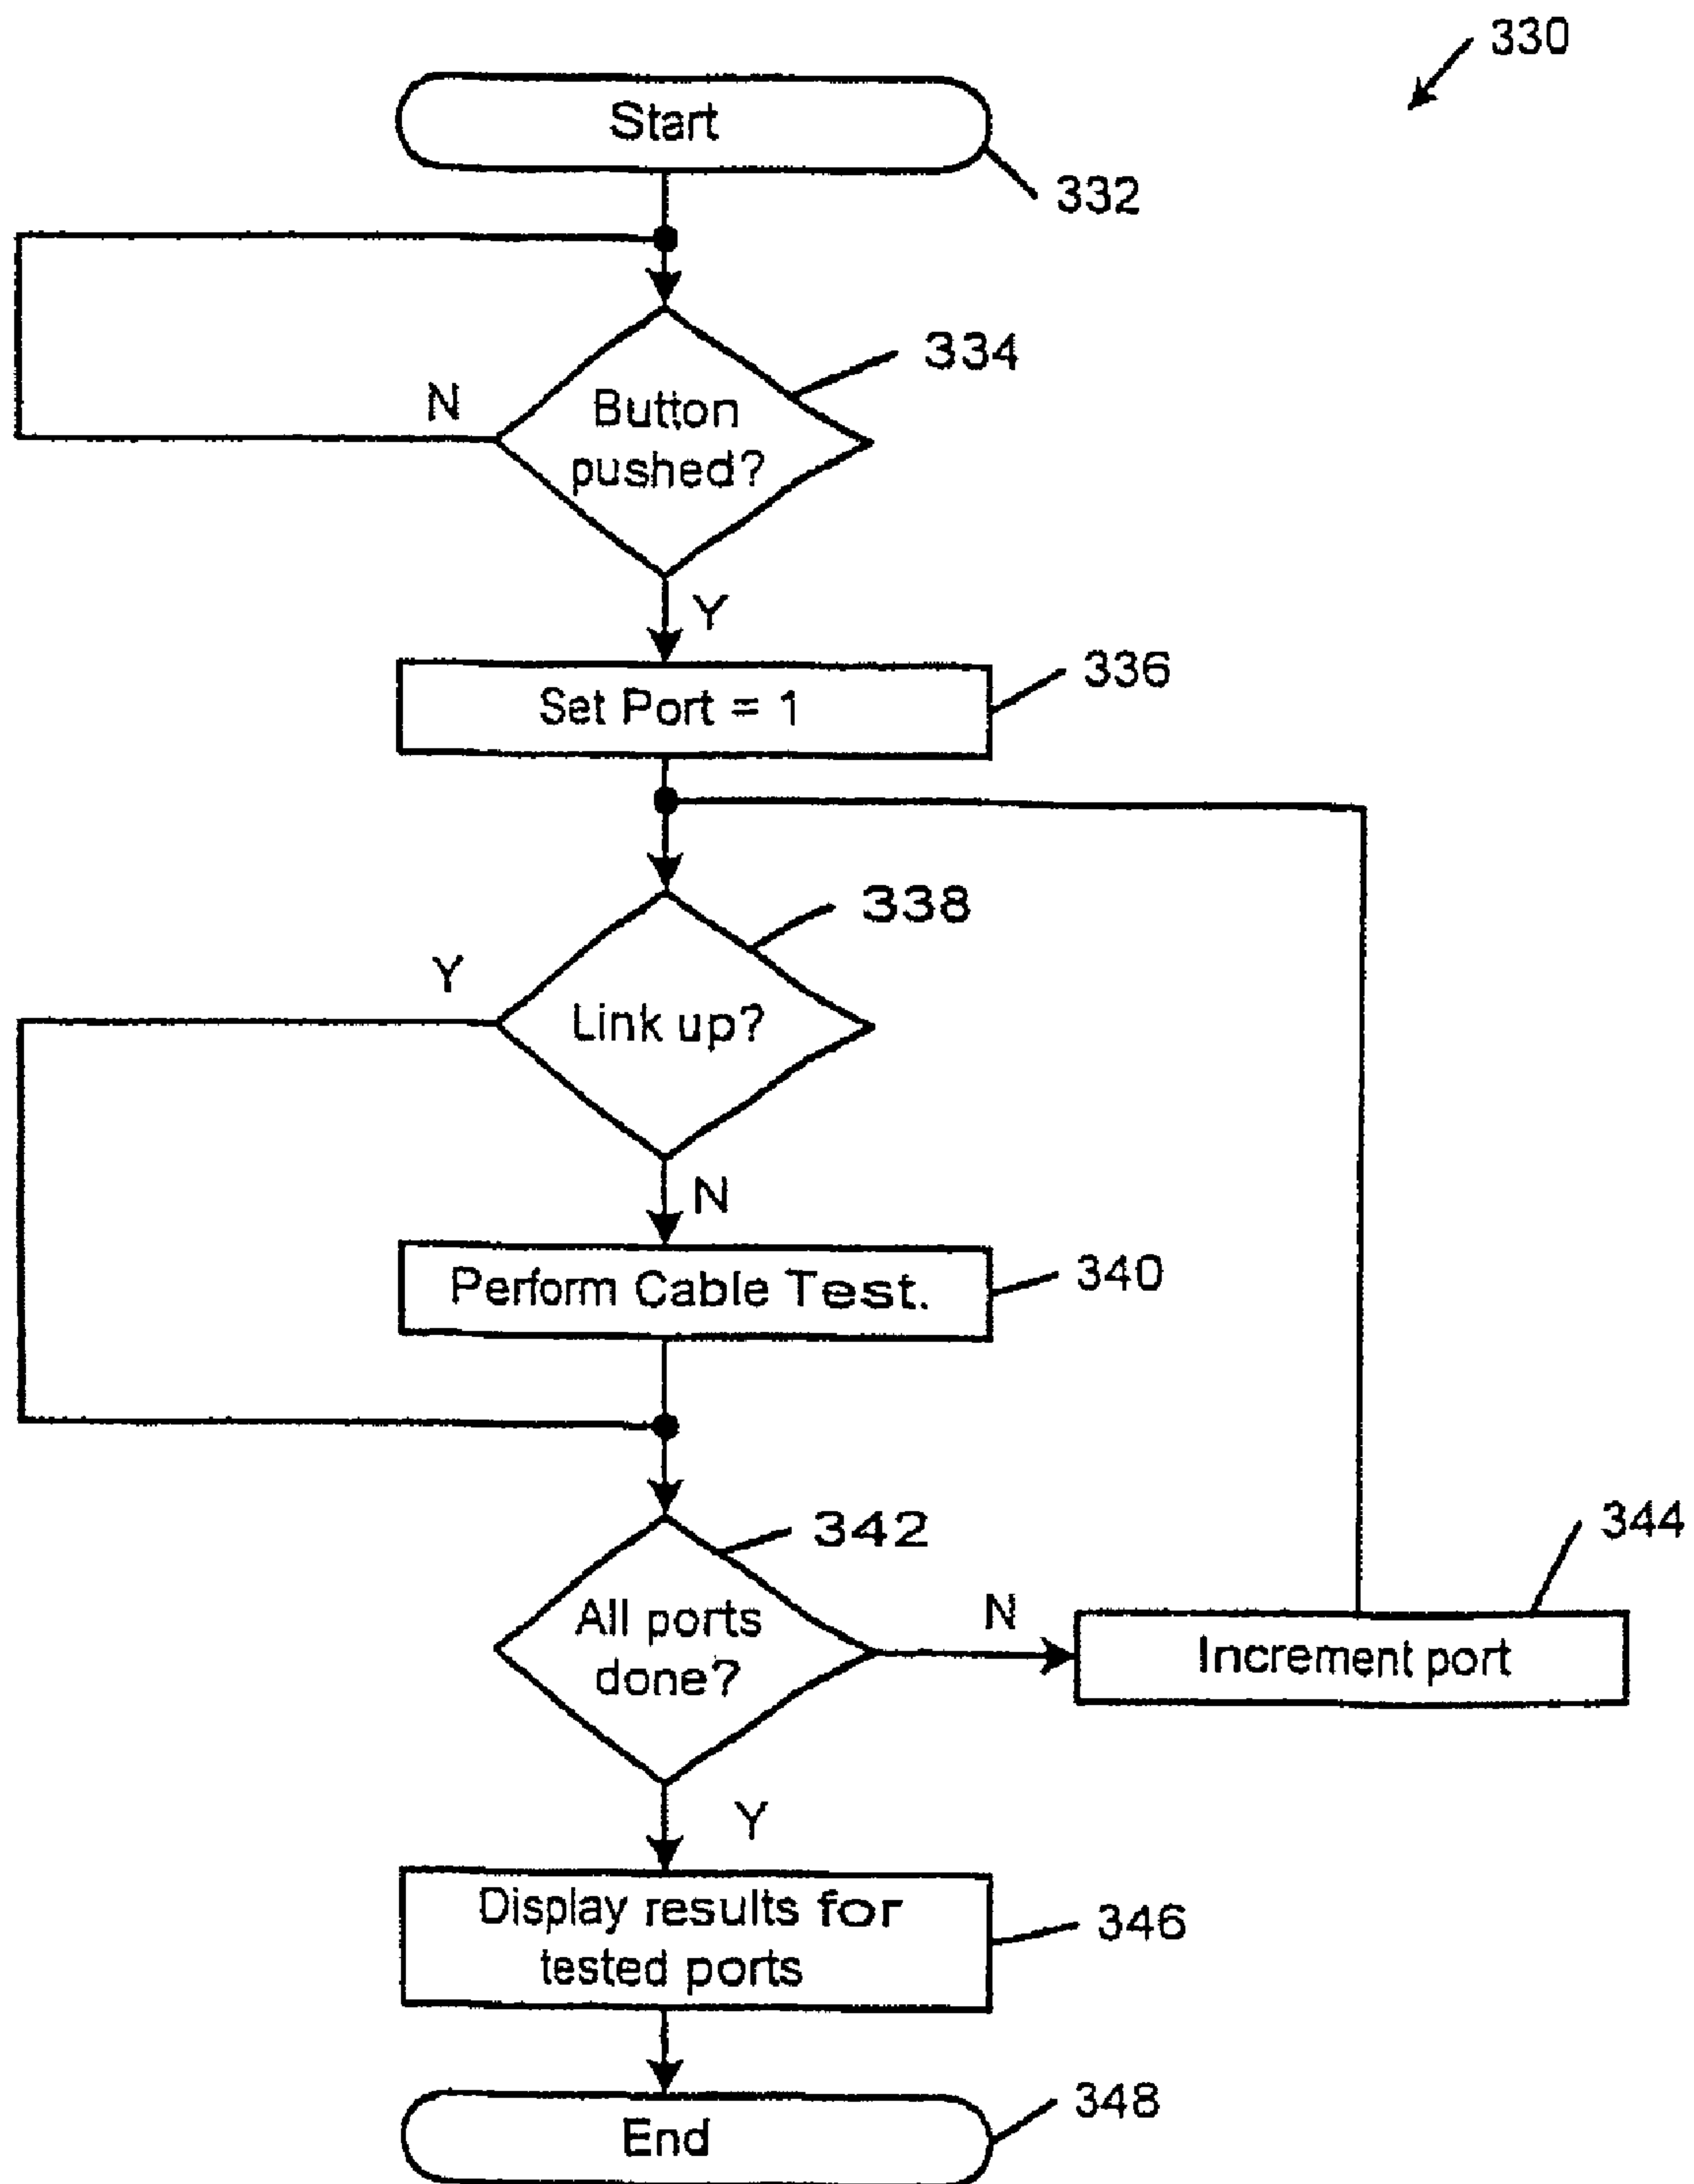 330
Start
332
334
N
Button
pushed?
Y
336
Set Port = 1
338
Y
Link up?
N
340
Perform Cable Test.
342
344
All ports
done?
N
Increment port
Y
Display results for
tested ports
346
348
End